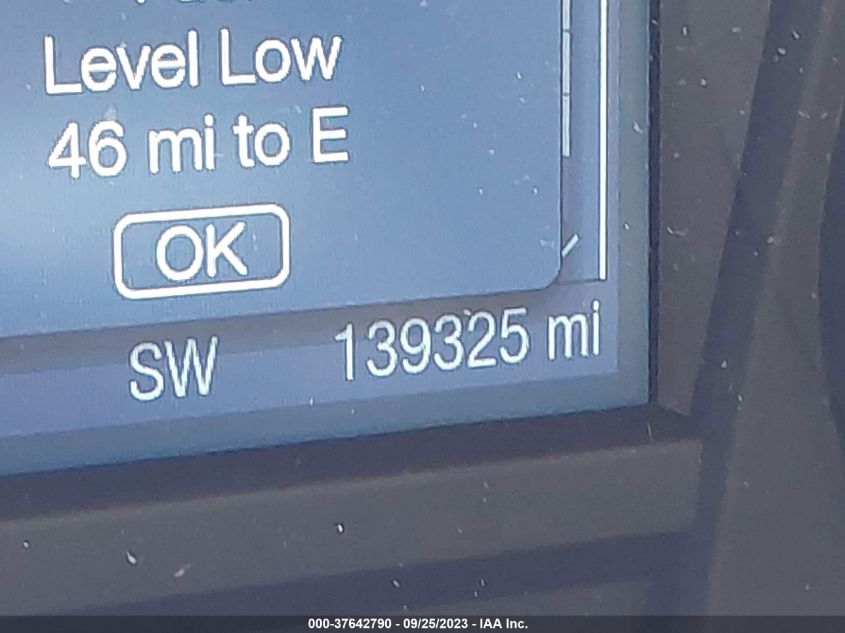 Level Low
46 mi to E
OK
SW 139325 mi
000-37642790 - 09/25/2023 - IAA Inc.